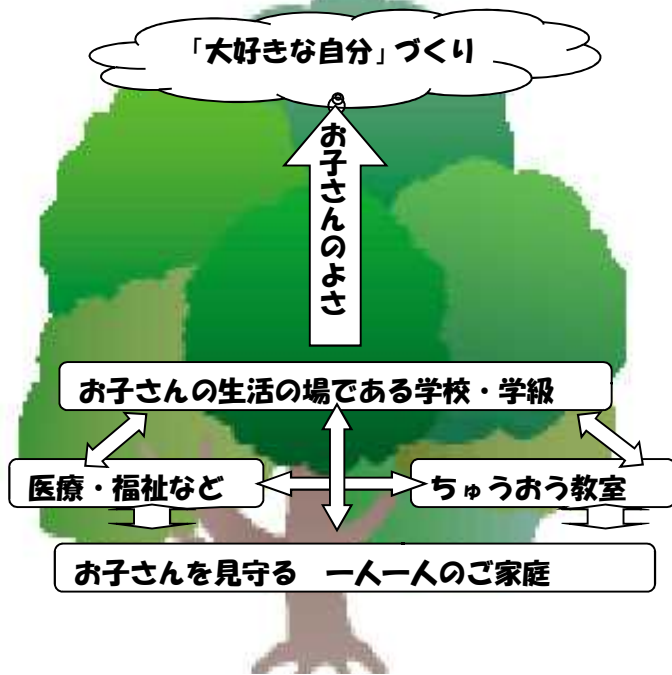 「大好きな自分」づくり
お子さんのよさ
お子さんの生活の場である学校・学級
医療・福祉など
ちゅうおう教室
お子さんを見守る　一人一人のご家庭